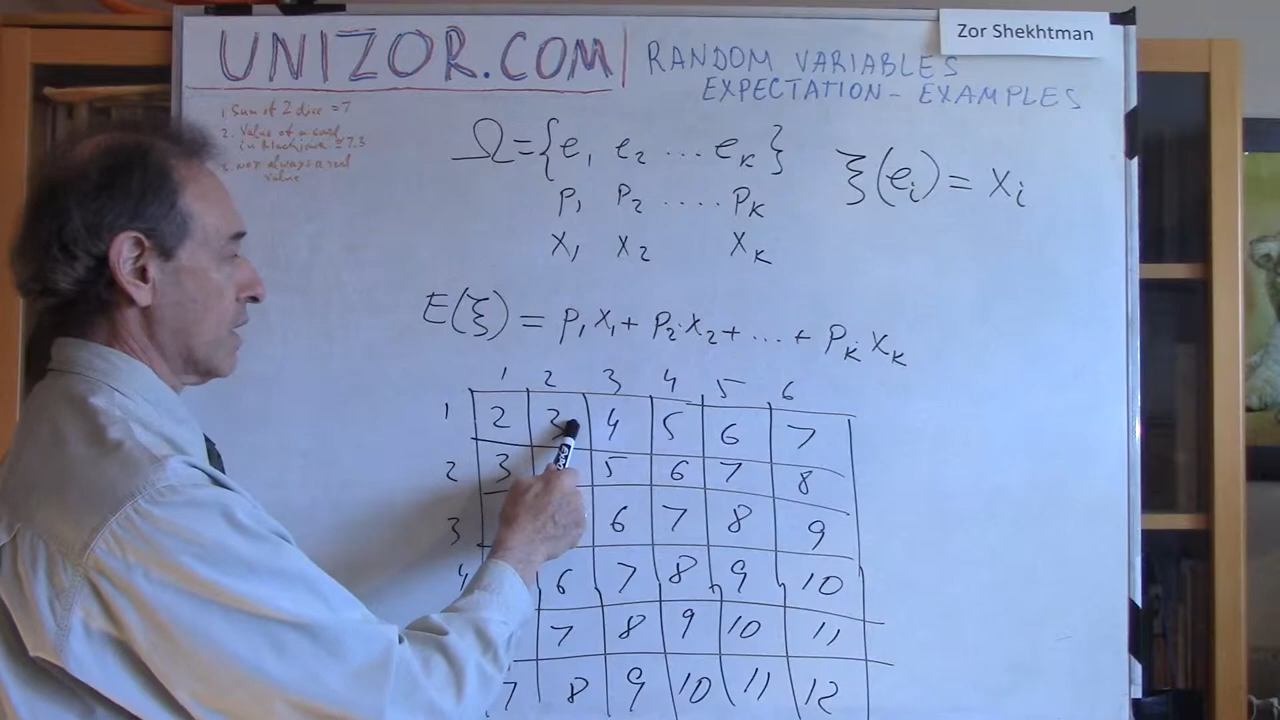 Zor Shekhtman
UNIZOR.COM
RANDOM VARIABLES
EXPECTATION - EXAMPLES
1 Sum of 2 dice = 7
2. Value of a card
in Blackjack
3. Not always a real
value
Ω = {e₁ e₂ ... eₖ}
p₁ p₂ .... pₖ
x₁ x₂ xₖ
ξ(eᵢ) = xᵢ
E(ξ) = p₁x₁ + p₂·x₂ + ... + pₖ·xₖ
1 2 3 4 5 6
1 2 3 4 5 6 7
2 3 5 6 7 8
3 6 7 8 9
4 6 7 8 9 10
7 8 9 10 11
7 8 9 10 11 12